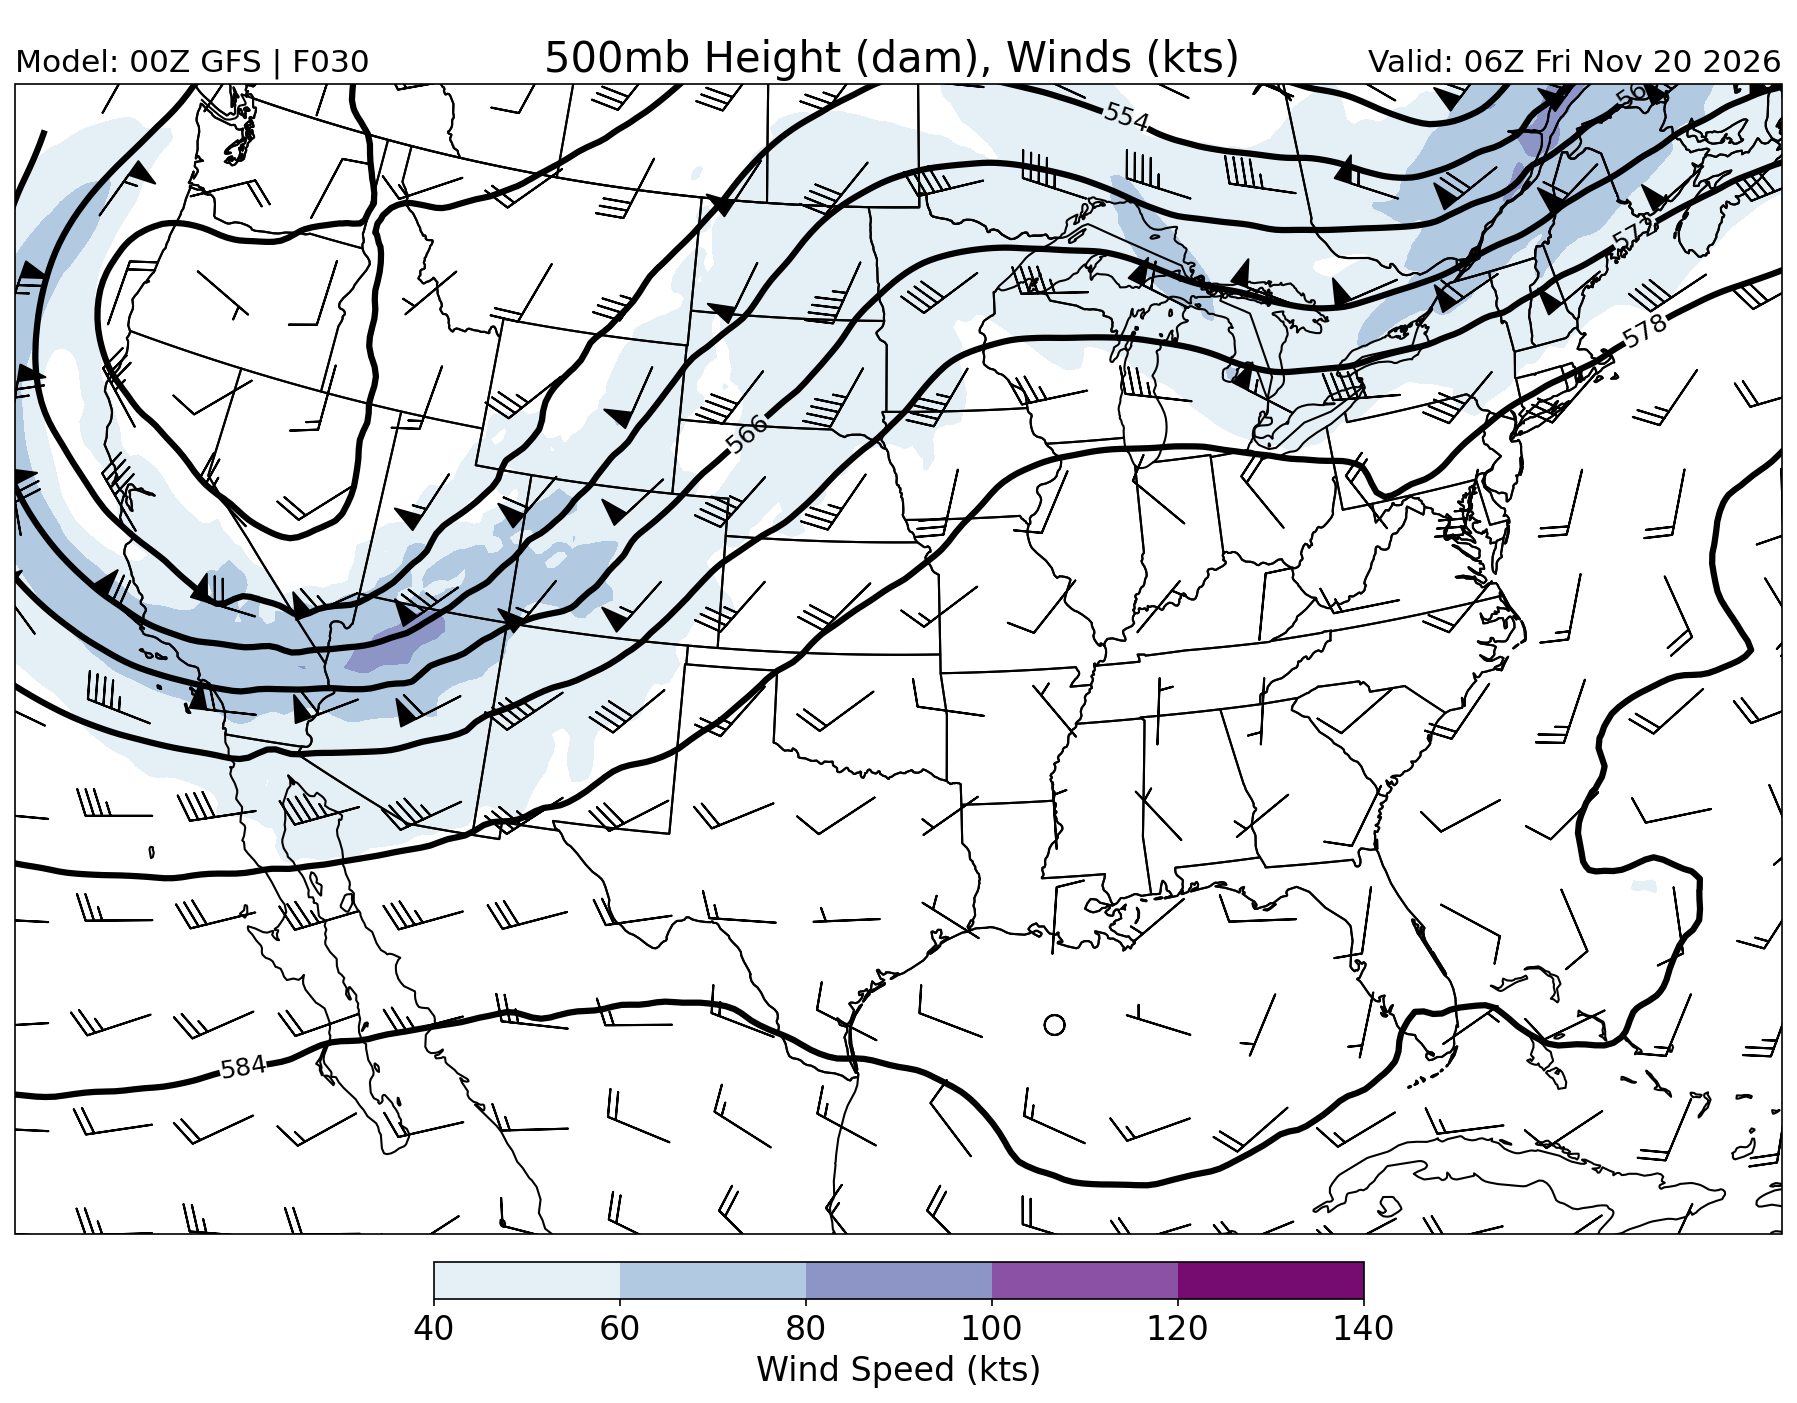 Model: 00Z GFS | F030
500mb Height (dam), Winds (kts)
Valid: 06Z Fri Nov 20 2026
554
578
566
584
40 60 80 100 120 140
Wind Speed (kts)